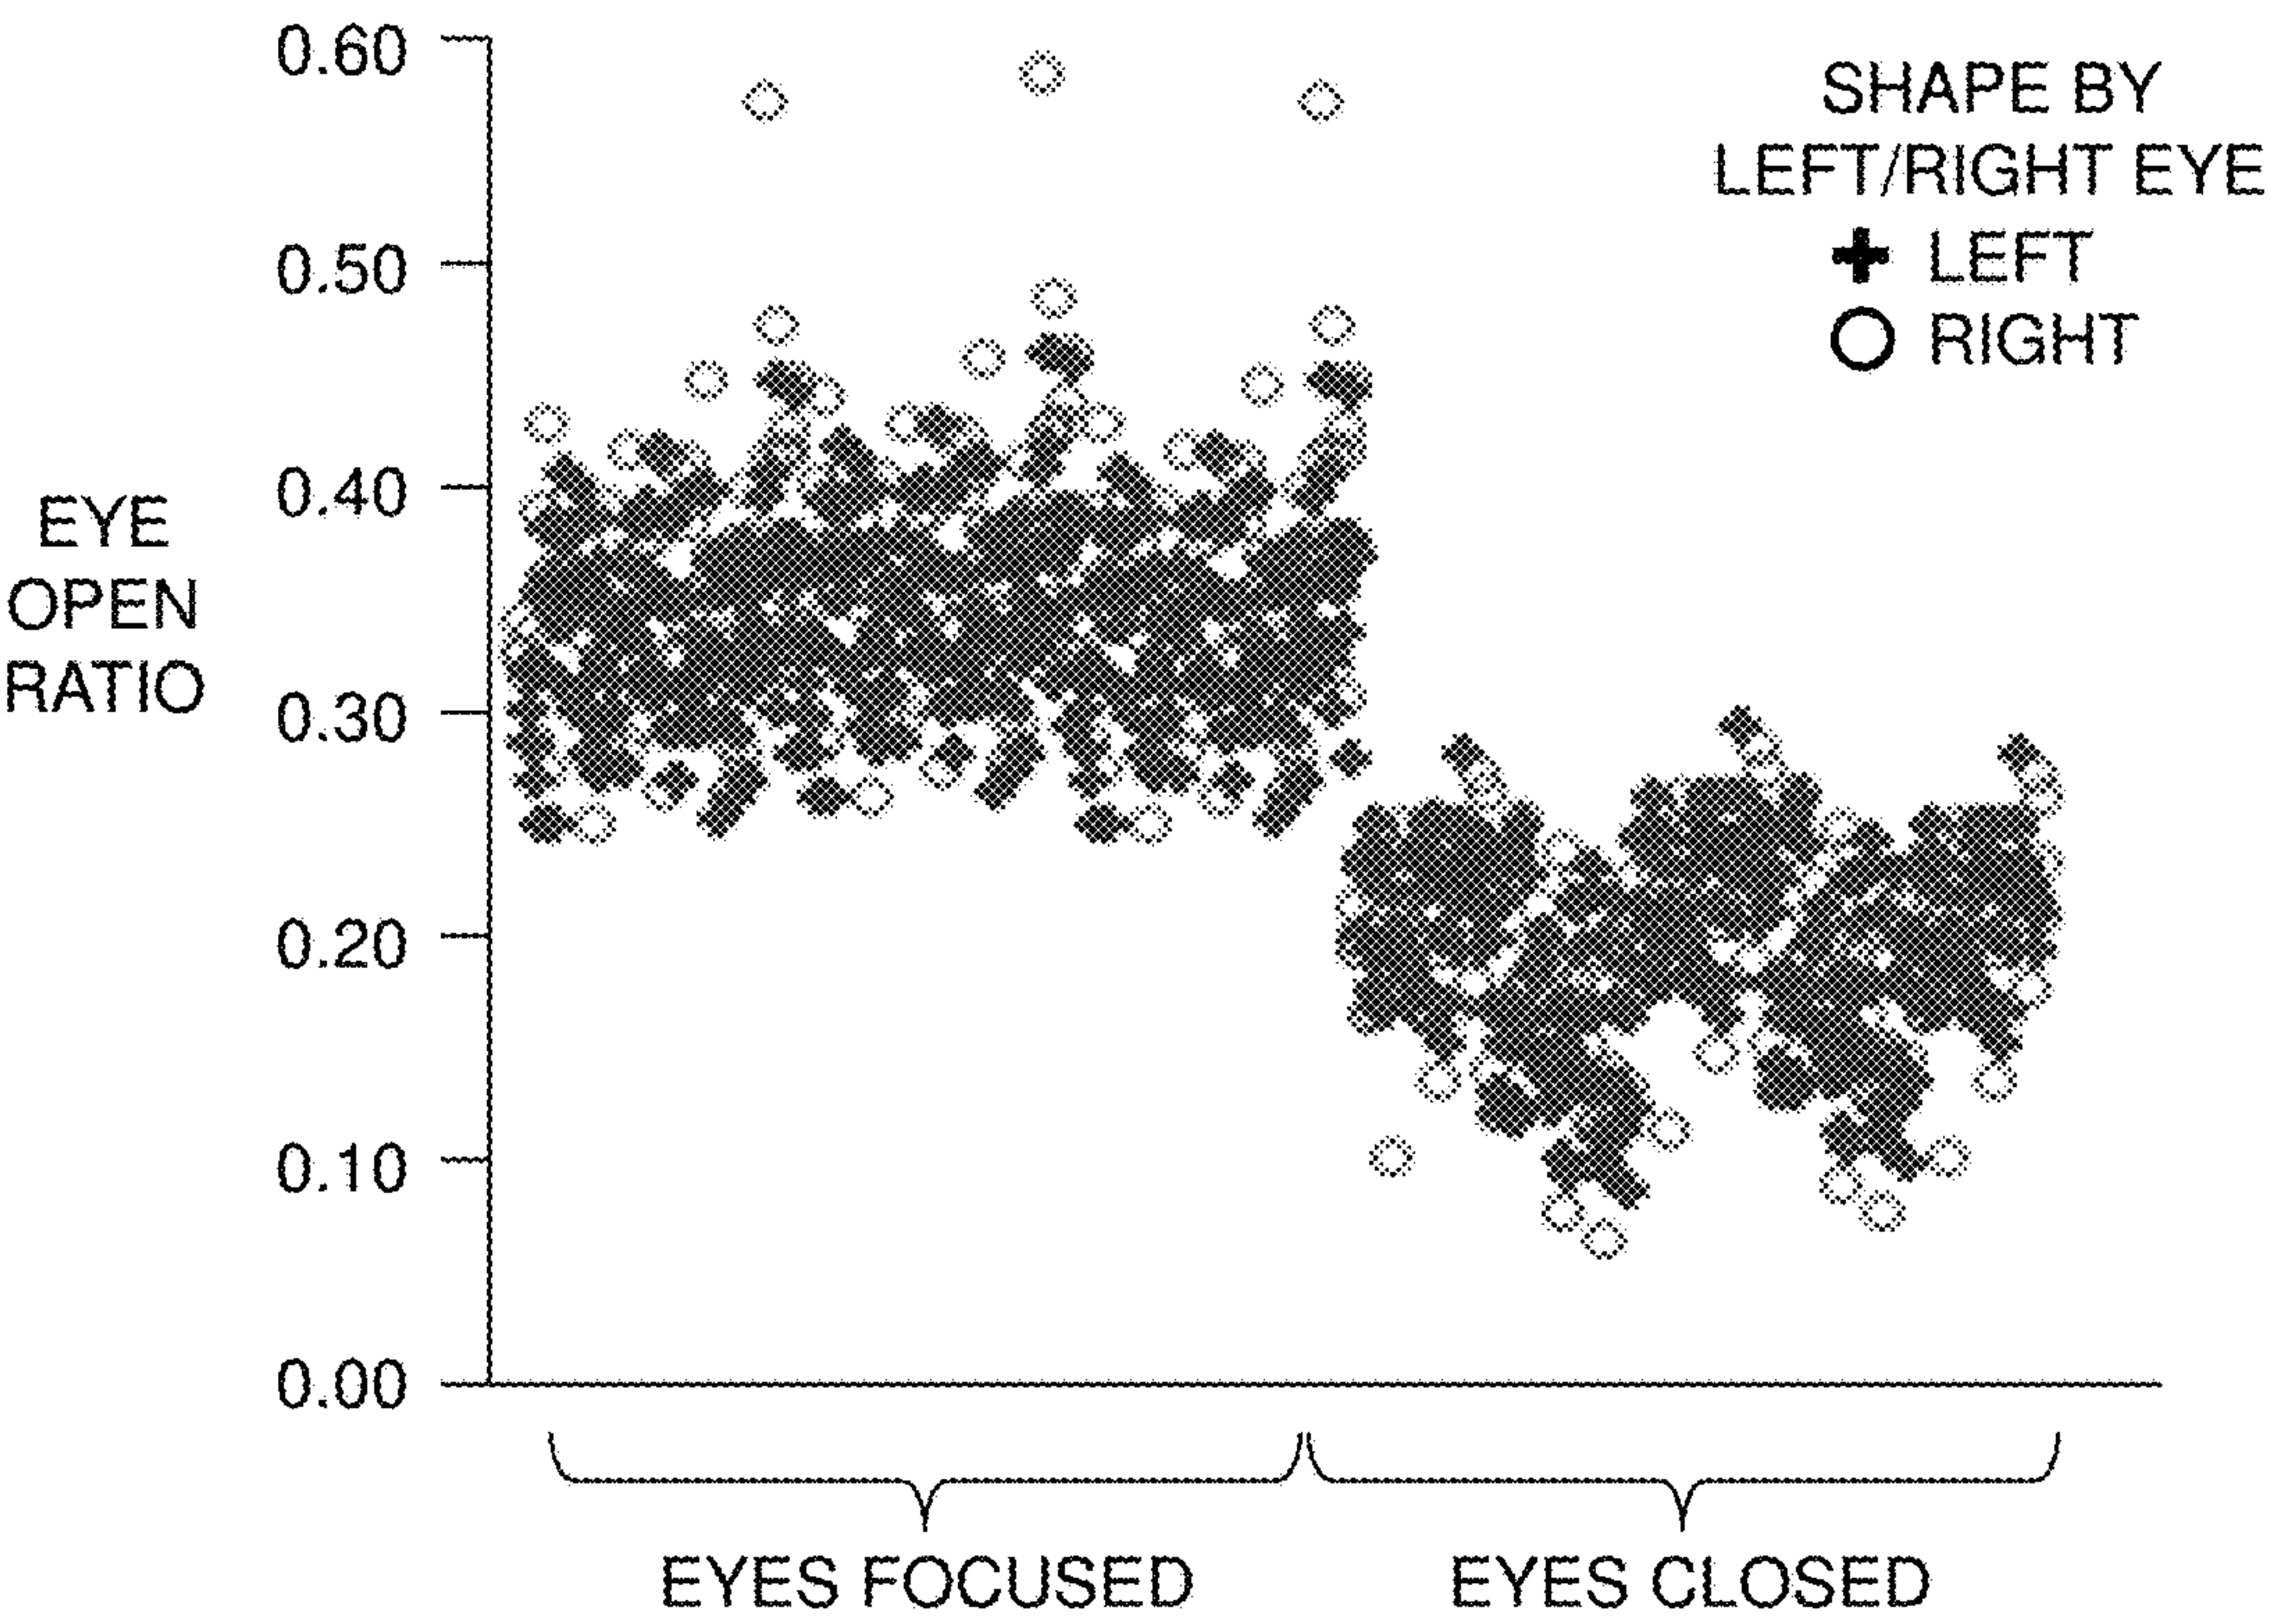 0.60
0.50
0.40
0.30
0.20
0.10
0.00
EYE
OPEN
RATIO
SHAPE BY
LEFT/RIGHT EYE
LEFT
RIGHT
EYES FOCUSED
EYES CLOSED